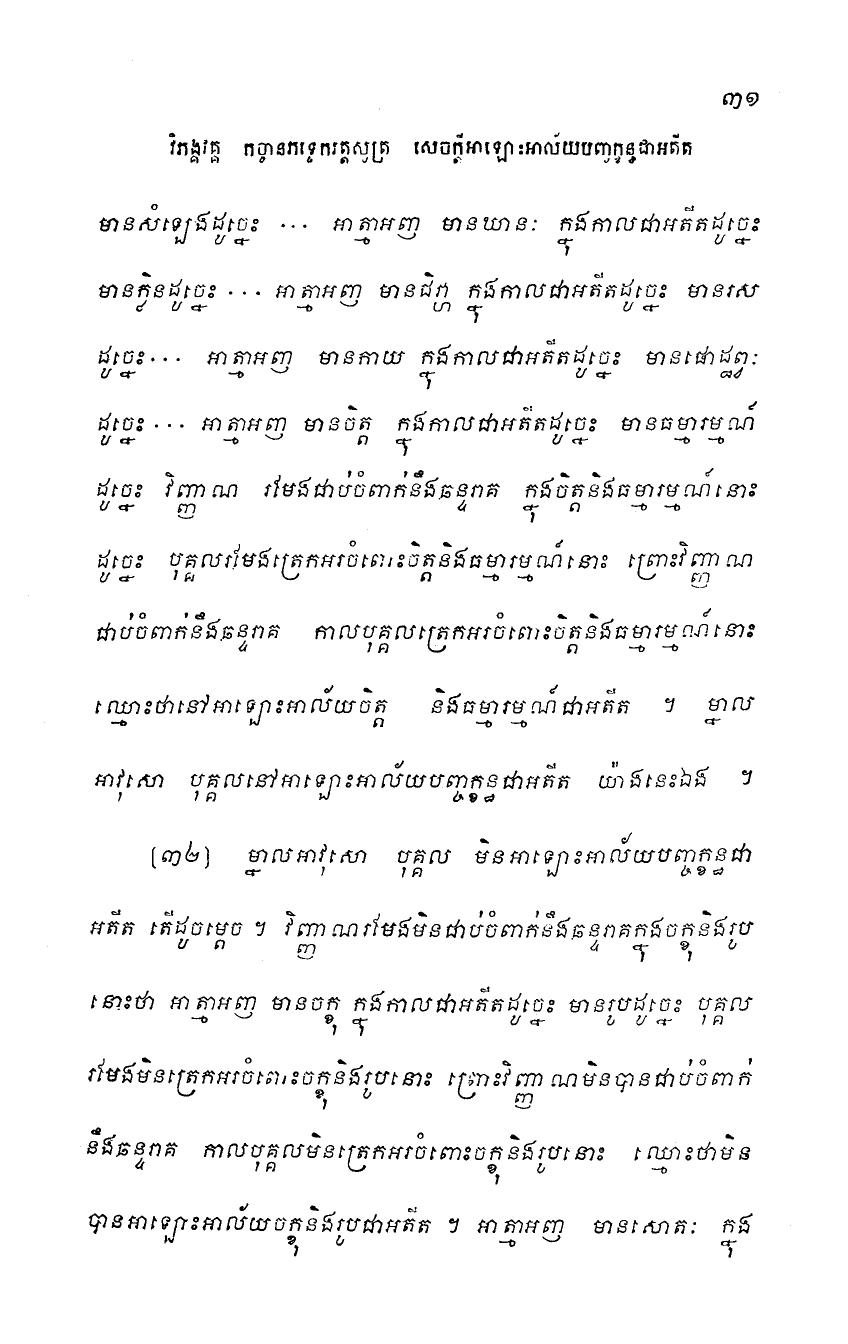 ៣១
វិភង្គវគ្គ កច្ចានភទ្ទេករត្តសូត្រ សេចក្តីអាឡោះអាល័យបញ្ចក្ខន្ធជាអតីត
មានសំឡេងដូច្នេះ ... អាត្មាអញ មានឃានៈ ក្នុងកាលជាអតីតដូច្នេះ
មានក្លិនដូច្នេះ ... អាត្មាអញ មានជិវ្ហា ក្នុងកាលជាអតីតដូច្នេះ មានរស
ដូច្នេះ ... អាត្មាអញ មានកាយ ក្នុងកាលជាអតីតដូច្នេះ មានផោដ្ឋព្វៈ
ដូច្នេះ ... អាត្មាអញ មានចិត្ត ក្នុងកាលជាអតីតដូច្នេះ មានធម្មារម្មណ៍
ដូច្នេះ វិញ្ញាណ រមែងជាប់ចំពាក់នឹងឆន្ទរាគ ក្នុងចិត្តនិងធម្មារម្មណ៍នោះ
ដូច្នេះ បុគ្គលរមែងត្រេកអរចំពោះចិត្តនិងធម្មារម្មណ៍នោះ ព្រោះវិញ្ញាណ
ជាប់ចំពាក់នឹងឆន្ទរាគ កាលបុគ្គលត្រេកអរចំពោះចិត្តនិងធម្មារម្មណ៍នោះ
ឈ្មោះថានៅអាឡោះអាល័យចិត្ត និងធម្មារម្មណ៍ជាអតីត ។ ម្នាល
អាវុសោ បុគ្គលនៅអាឡោះអាល័យបញ្ចក្ខន្ធជាអតីត យ៉ាងនេះឯង ។
[៣២] ម្នាលអាវុសោ បុគ្គល មិនអាឡោះអាល័យបញ្ចក្ខន្ធជា
អតីត តើដូចម្តេច ។ វិញ្ញាណរមែងមិនជាប់ចំពាក់នឹងឆន្ទរាគក្នុងចក្ខុនិងរូប
នោះថា អាត្មាអញ មានចក្ខុ ក្នុងកាលជាអតីតដូច្នេះ មានរូបដូច្នេះ បុគ្គល
រមែងមិនត្រេកអរចំពោះចក្ខុនិងរូបនោះ ព្រោះវិញ្ញាណមិនបានជាប់ចំពាក់
នឹងឆន្ទរាគ កាលបុគ្គលមិនត្រេកអរចំពោះចក្ខុនិងរូបនោះ ឈ្មោះថាមិន
បានអាឡោះអាល័យចក្ខុនិងរូបជាអតីត ។ អាត្មាអញ មានសោតៈ ក្នុង